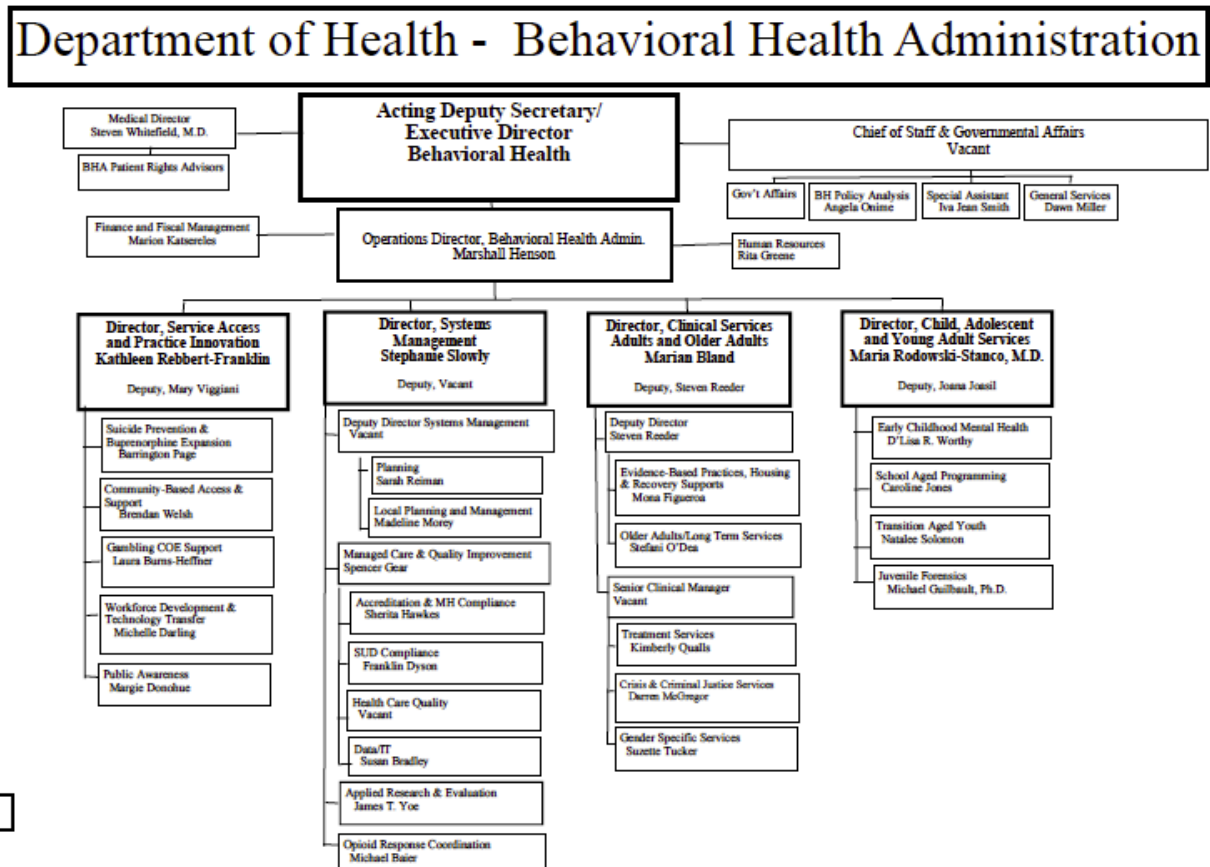 Department of Health - Behavioral Health Administration
Medical Director
Steven Whitefield, M.D.
BHA Patient Rights Advisors
Acting Deputy Secretary/
Executive Director
Behavioral Health
Chief of Staff & Governmental Affairs
Vacant
Gov't Affairs
BH Policy Analysis
Angela Onime
Special Assistant
Iva Jean Smith
General Services
Dawn Miller
Finance and Fiscal Management
Marion Katsereles
Operations Director, Behavioral Health Admin.
Marshall Henson
Human Resources
Rita Greene
Director, Service Access
and Practice Innovation
Kathleen Rebbert-Franklin
Deputy, Mary Viggiani
Suicide Prevention &
Buprenorphine Expansion
Barrington Page
Community-Based Access &
Support
Brendan Welsh
Gambling COE Support
Laura Burns-Heffner
Workforce Development &
Technology Transfer
Michelle Darling
Public Awareness
Margie Donohue
Director, Systems
Management
Stephanie Slowly
Deputy, Vacant
Deputy Director Systems Management
Vacant
Planning
Sarah Reiman
Local Planning and Management
Madeline Morey
Managed Care & Quality Improvement
Spencer Gear
Accreditation & MH Compliance
Sherita Hawkes
SUD Compliance
Franklin Dyson
Health Care Quality
Vacant
Data/IT
Susan Bradley
Applied Research & Evaluation
James T. Yoe
Opioid Response Coordination
Michael Baier
Director, Clinical Services
Adults and Older Adults
Marian Bland
Deputy, Steven Reeder
Deputy Director
Steven Reeder
Evidence-Based Practices, Housing
& Recovery Supports
Mona Figueroa
Older Adults/Long Term Services
Stefani O'Dea
Senior Clinical Manager
Vacant
Treatment Services
Kimberly Qualls
Crisis & Criminal Justice Services
Darren McGregor
Gender Specific Services
Suzette Tucker
Director, Child, Adolescent
and Young Adult Services
Maria Rodowski-Stanco, M.D.
Deputy, Joana Joasil
Early Childhood Mental Health
D'Lisa R. Worthy
School Aged Programming
Caroline Jones
Transition Aged Youth
Natalee Solomon
Juvenile Forensics
Michael Guilbault, Ph.D.